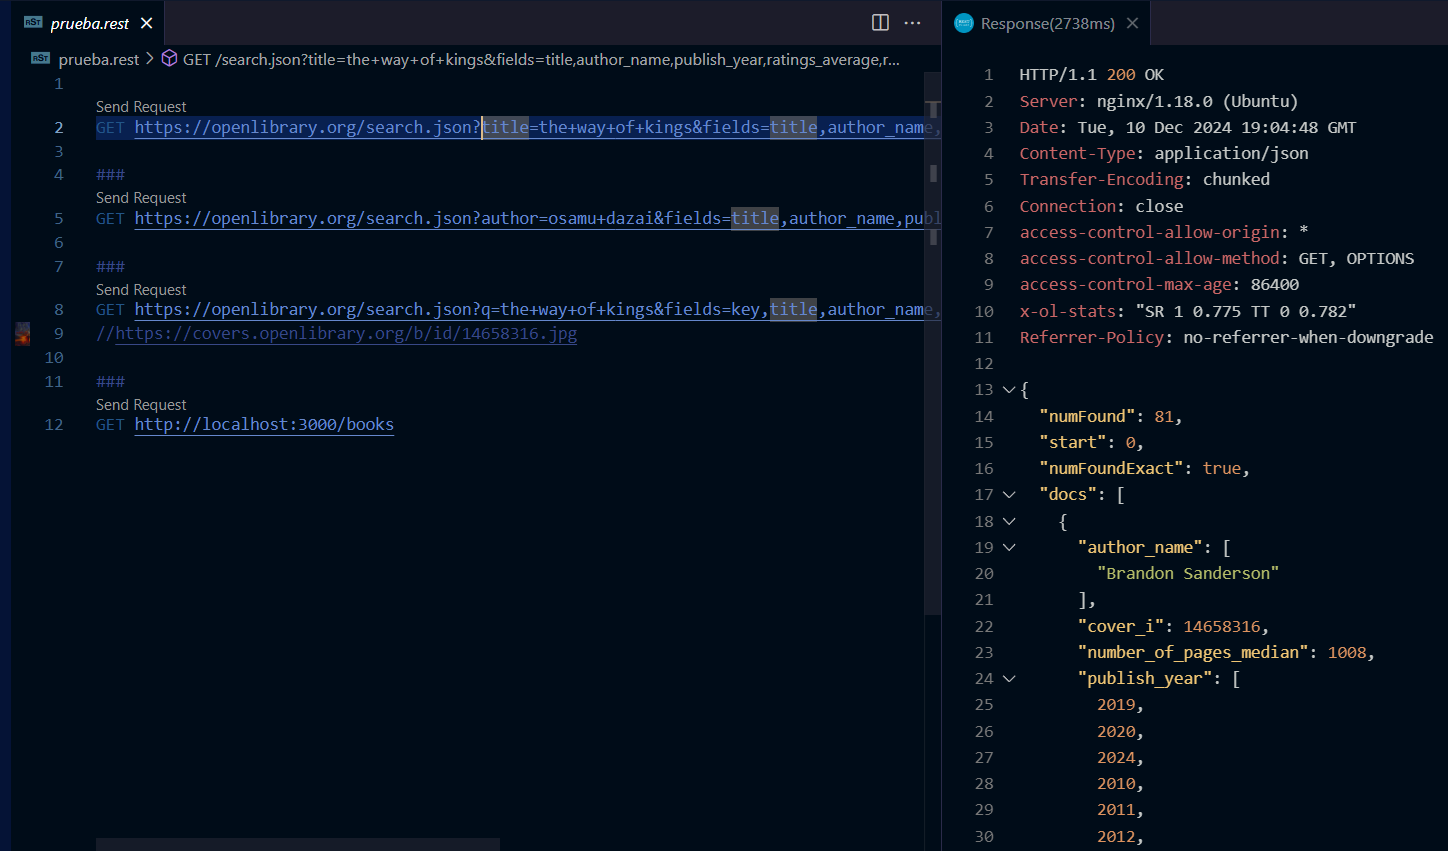 RST prueba.rest
RST prueba.rest > GET /search.json?title=the+way+of+kings&fields=title,author_name,publish_year,ratings_average,r...
1
Send Request
2 GET https://openlibrary.org/search.json?title=the+way+of+kings&fields=title,author_name,
3
4 ###
Send Request
5 GET https://openlibrary.org/search.json?author=osamu+dazai&fields=title,author_name,publ
6
7 ###
Send Request
8 GET https://openlibrary.org/search.json?q=the+way+of+kings&fields=key,title,author_name,
9 //https://covers.openlibrary.org/b/id/14658316.jpg
10
11 ###
Send Request
12 GET http://localhost:3000/books
Response(2738ms)
1 HTTP/1.1 200 OK
2 Server: nginx/1.18.0 (Ubuntu)
3 Date: Tue, 10 Dec 2024 19:04:48 GMT
4 Content-Type: application/json
5 Transfer-Encoding: chunked
6 Connection: close
7 access-control-allow-origin: *
8 access-control-allow-method: GET, OPTIONS
9 access-control-max-age: 86400
10 x-ol-stats: "SR 1 0.775 TT 0 0.782"
11 Referrer-Policy: no-referrer-when-downgrade
12
13 {
14 "numFound": 81,
15 "start": 0,
16 "numFoundExact": true,
17 "docs": [
18 {
19 "author_name": [
20 "Brandon Sanderson"
21 ],
22 "cover_i": 14658316,
23 "number_of_pages_median": 1008,
24 "publish_year": [
25 2019,
26 2020,
27 2024,
28 2010,
29 2011,
30 2012,